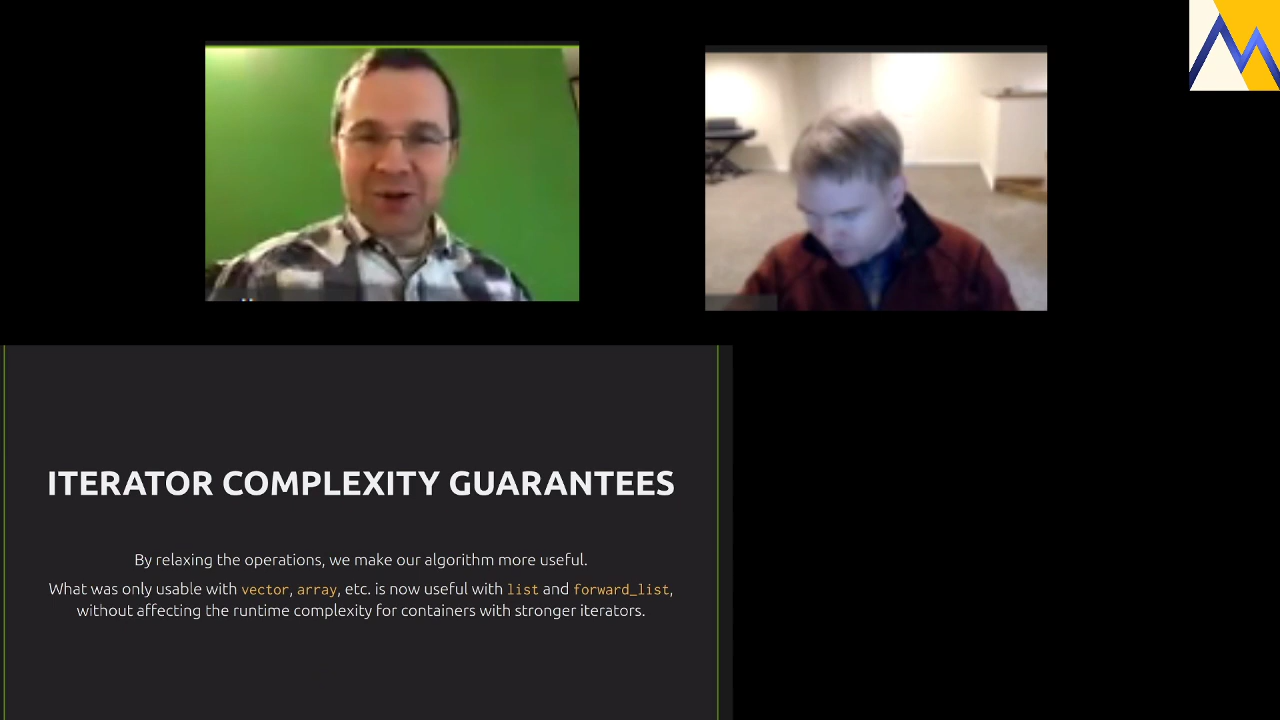 ITERATOR COMPLEXITY GUARANTEES
By relaxing the operations, we make our algorithm more useful.
What was only usable with vector, array, etc. is now useful with list and forward_list,
without affecting the runtime complexity for containers with stronger iterators.